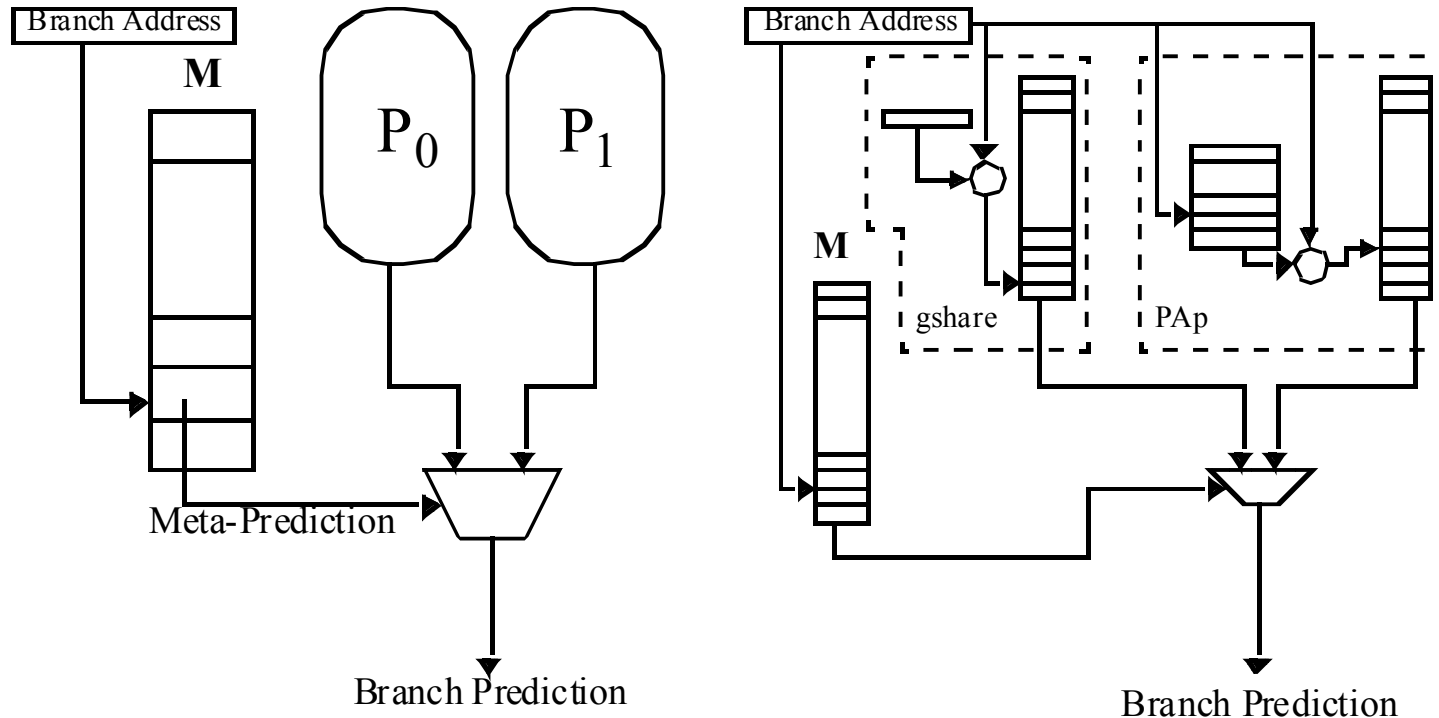 Branch Address
M
P0
P1
Meta-Prediction
Branch Prediction
Branch Address
M
gshare
PAp
Branch Prediction